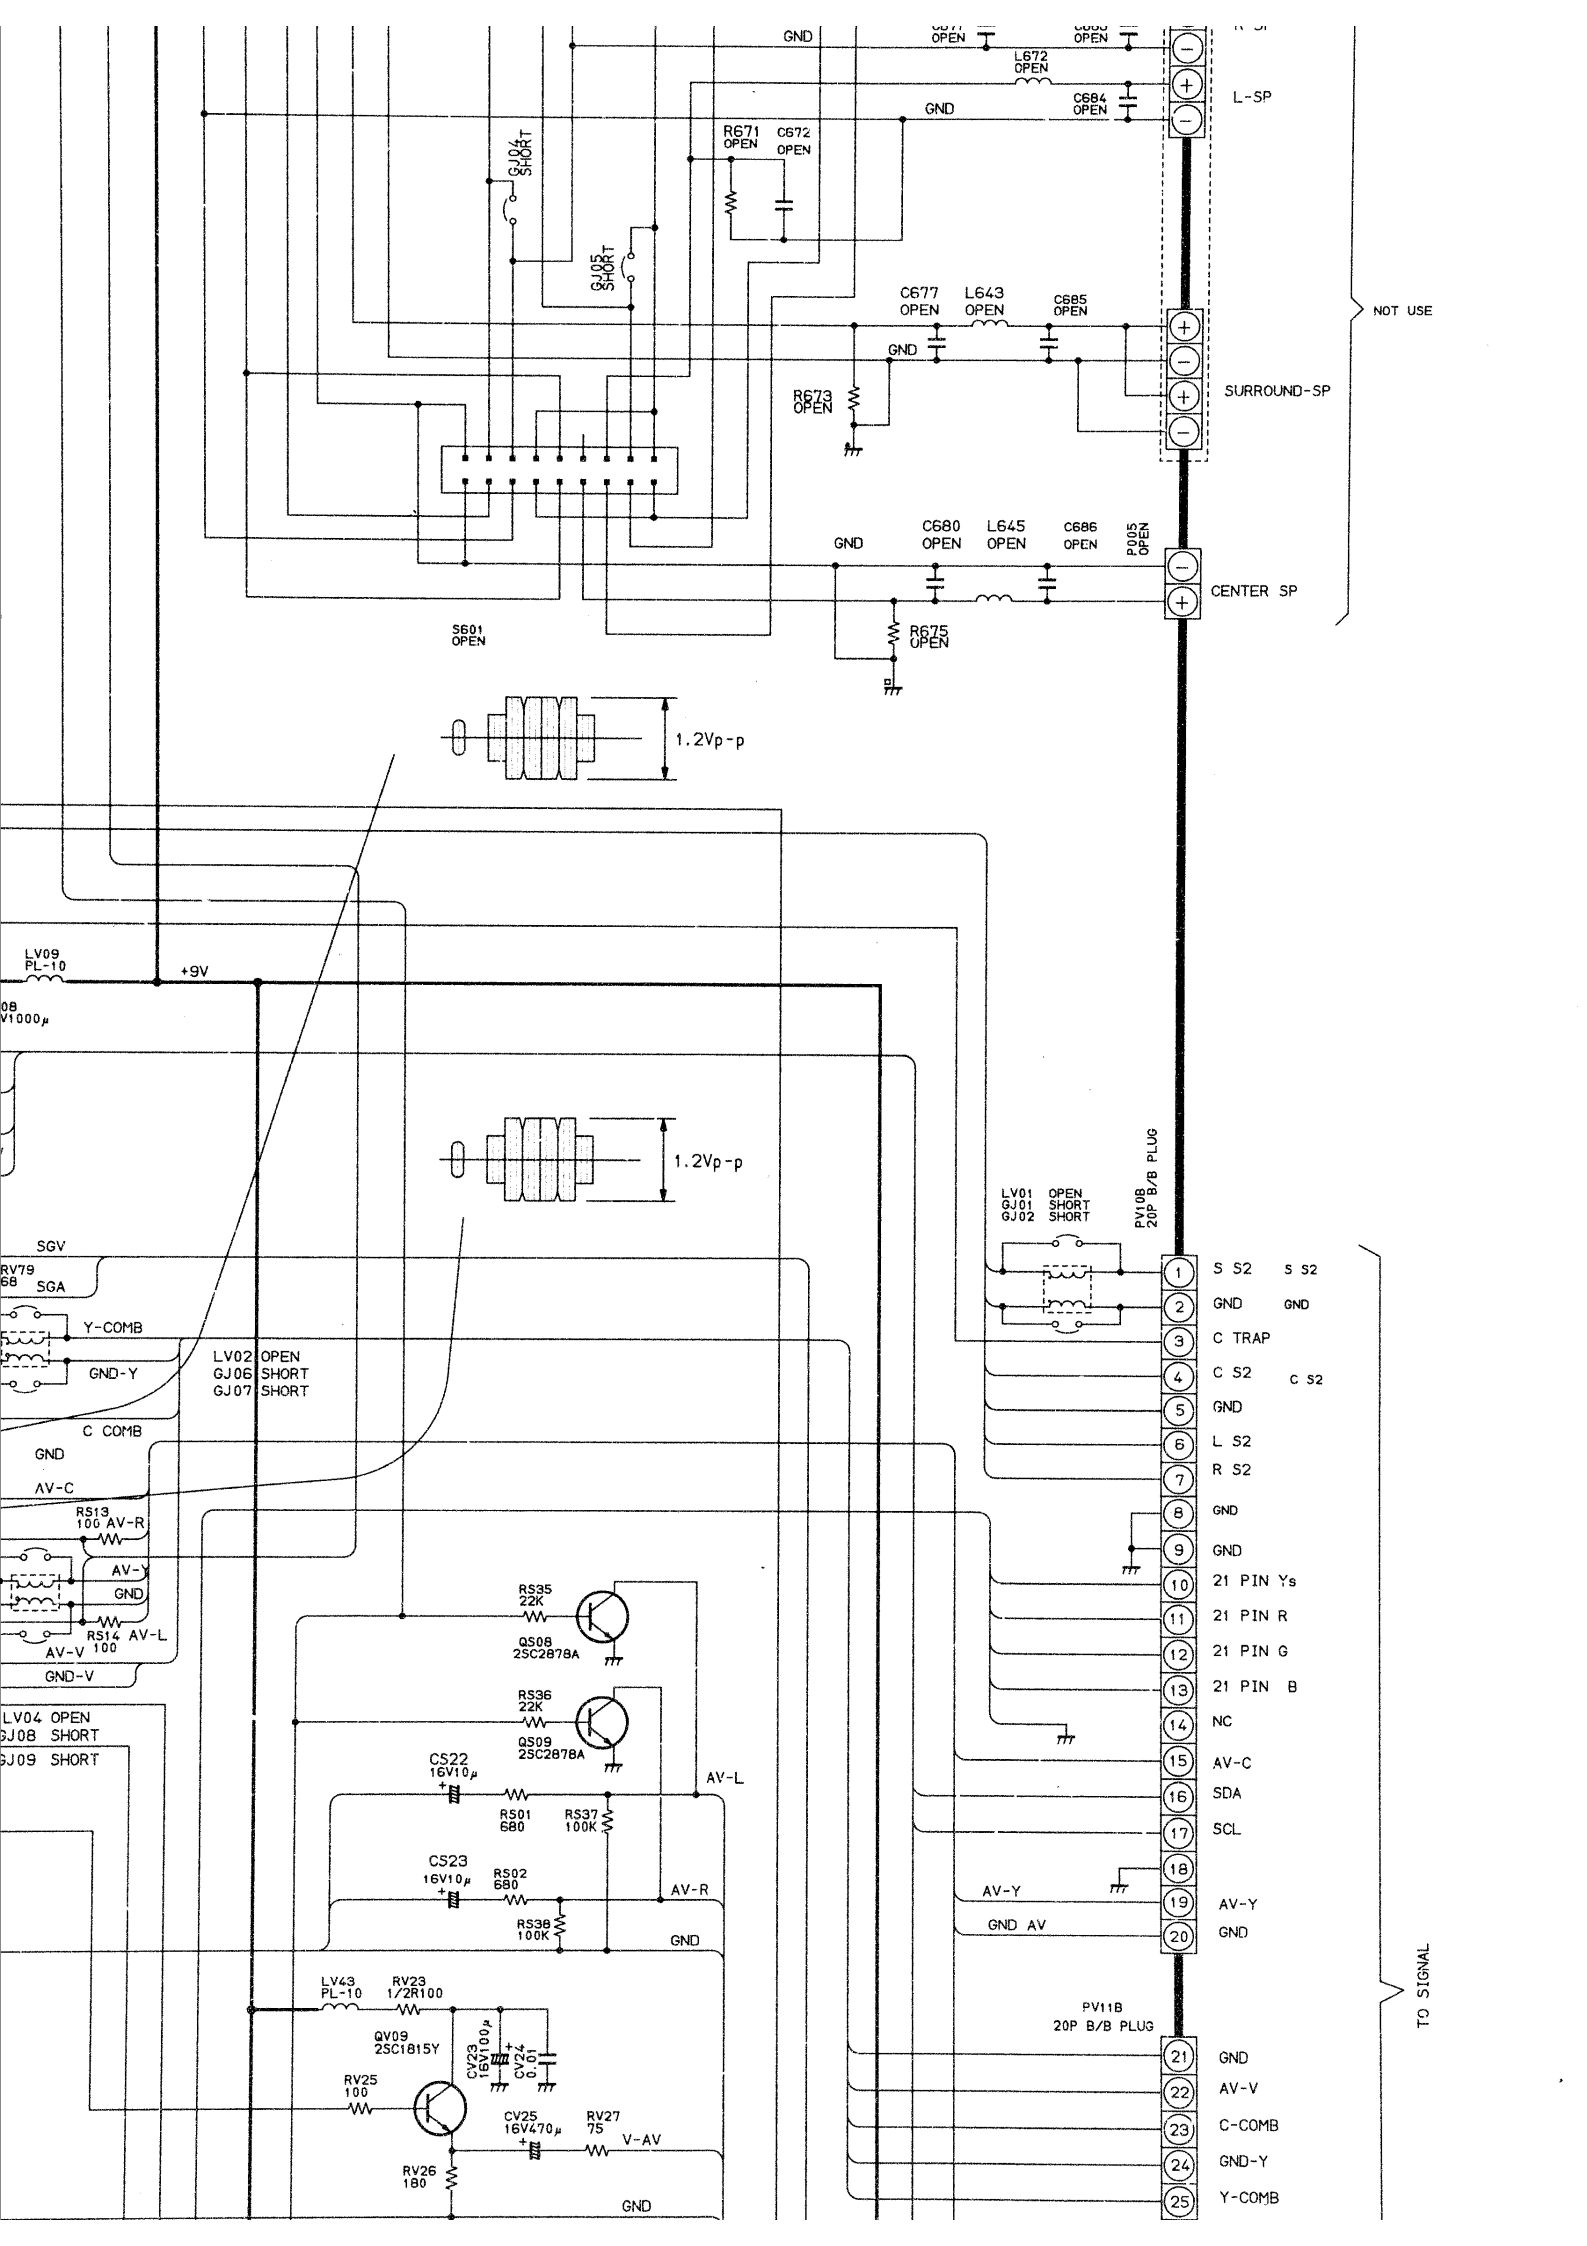 GND
OPEN
OPEN
L672
OPEN
L-SP
C684
OPEN
GND
R671
OPEN
C672
OPEN
GJ04
SHORT
GJ05
SHORT
C677
OPEN
L643
OPEN
C685
OPEN
NOT USE
GND
R673
OPEN
SURROUND-SP
C680
OPEN
L645
OPEN
C686
OPEN
P005
OPEN
GND
CENTER SP
S601
OPEN
R675
OPEN
1.2Vp-p
LV09
PL-10
+9V
08
V1000μ
1.2Vp-p
PV10B
20P B/B PLUG
LV01 OPEN
GJ01 SHORT
GJ02 SHORT
SGV
RV79
68
SGA
1 S S2 S S2
2 GND GND
3 C TRAP
4 C S2 C S2
5 GND
6 L S2
7 R S2
8 GND
9 GND
10 21 PIN Ys
11 21 PIN R
12 21 PIN G
13 21 PIN B
14 NC
15 AV-C
16 SDA
17 SCL
18
AV-Y 19 AV-Y
GND AV 20 GND
Y-COMB
GND-Y
LV02 OPEN
GJ06 SHORT
GJ07 SHORT
C COMB
GND
AV-C
RS13
100 AV-R
AV-Y
GND
RS14 AV-L
100
AV-V
GND-V
LV04 OPEN
GJ08 SHORT
GJ09 SHORT
RS35
22K
QS08
2SC2878A
RS36
22K
QS09
2SC2878A
CS22
16V10μ
AV-L
RS01
680
RS37
100K
CS23
16V10μ
RS02
680
AV-R
RS38
100K
GND
TO SIGNAL
LV43
PL-10
RV23
1/2R100
QV09
2SC1815Y
CV23
16V100μ
CV24
0.01
RV25
100
CV25
16V470μ
RV27
75
V-AV
RV26
180
GND
PV11B
20P B/B PLUG
21 GND
22 AV-V
23 C-COMB
24 GND-Y
25 Y-COMB